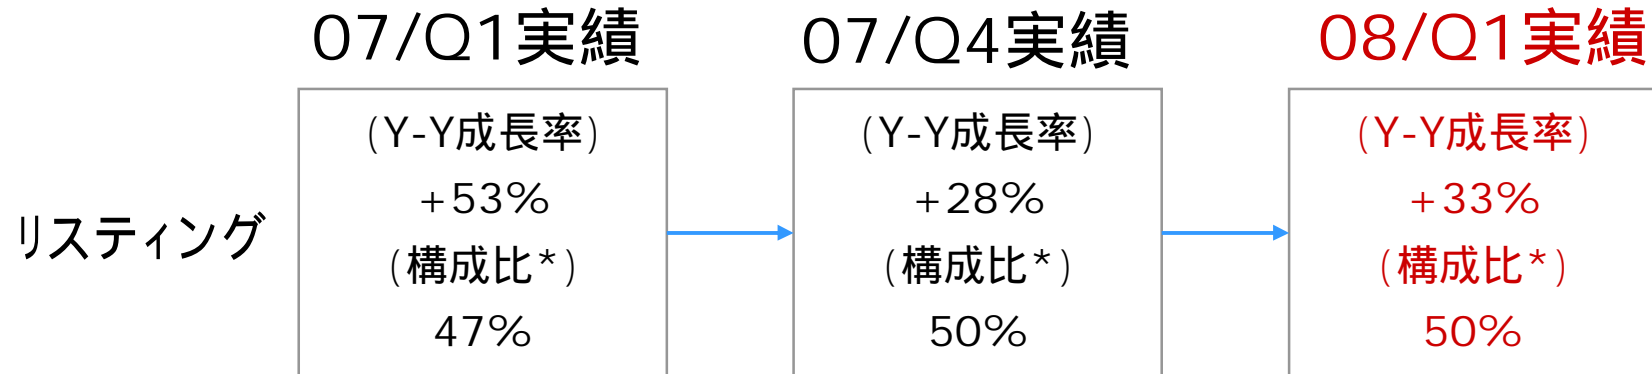 07/Q1実績 07/Q4実績 08/Q1実績
(Y-Y成長率) (Y-Y成長率) (Y-Y成長率)
+53% +28% +33%
リスティング
(構成比*) (構成比*) (構成比*)
47% 50% 50%